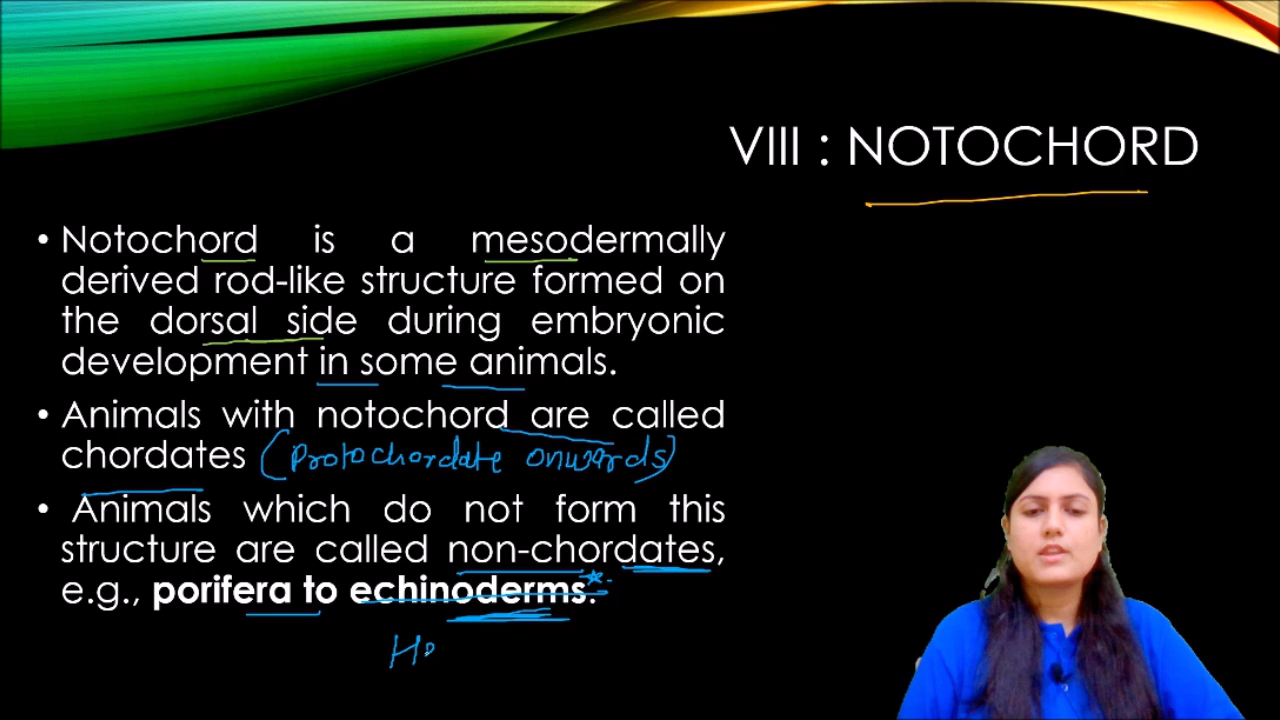 VIII : NOTOCHORD
• Notochord is a mesodermally
derived rod-like structure formed on
the dorsal side during embryonic
development in some animals.
• Animals with notochord are called
chordates (Protochordate onwards)
• Animals which do not form this
structure are called non-chordates,
e.g., porifera to echinoderms.*